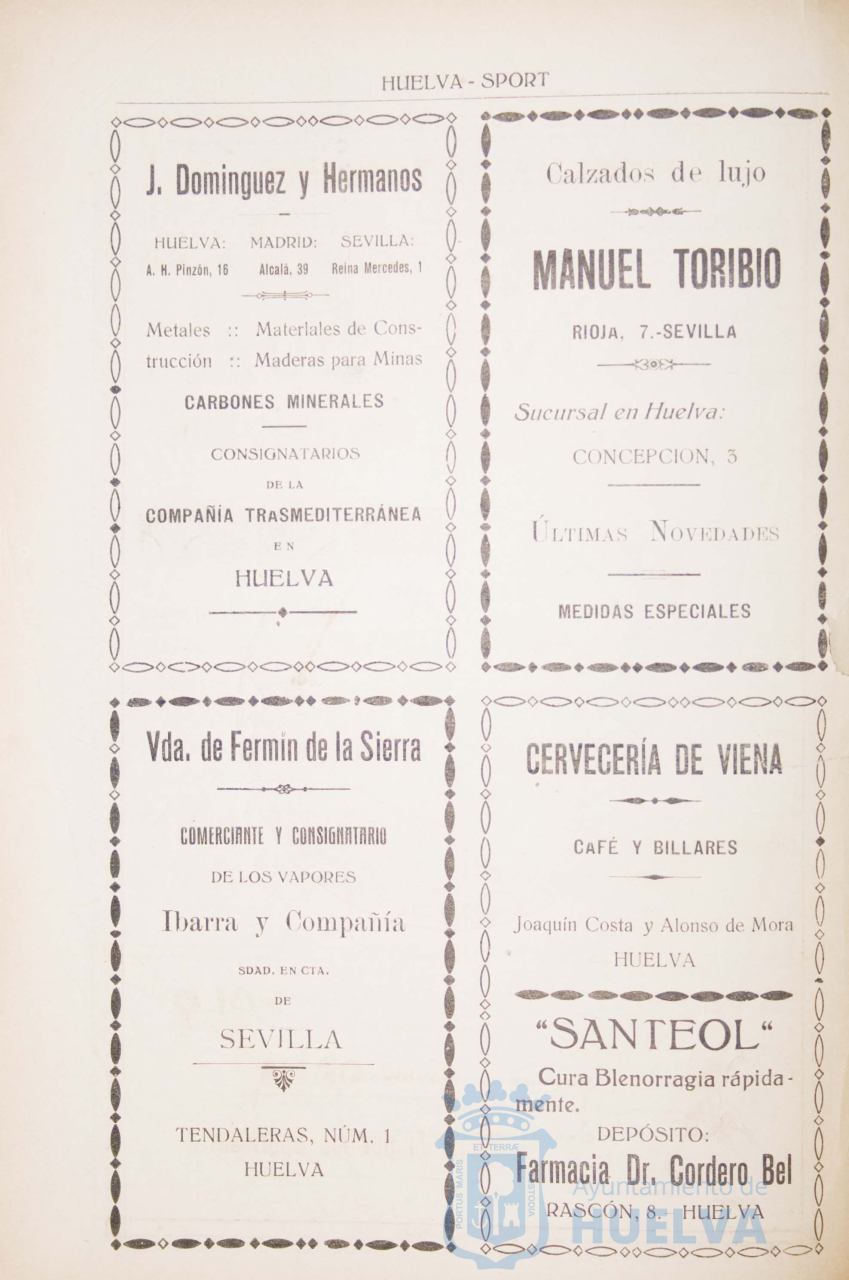 HUELVA - SPORT
J. Dominguez y Hermanos
HUELVA: MADRID: SEVILLA:
A. H. Pinzón, 16 Alcalá, 39 Reina Mercedes, 1
Metales :: Materiales de Cons-
trucción :: Maderas para Minas
CARBONES MINERALES
CONSIGNATARIOS
DE LA
COMPAÑÍA TRASMEDITERRÁNEA
EN
HUELVA
Calzados de lujo
MANUEL TORIBIO
RIOJA, 7.-SEVILLA
Sucursal en Huelva:
CONCEPCION, 3
ÚLTIMAS NOVEDADES
MEDIDAS ESPECIALES
Vda. de Fermín de la Sierra
COMERCIANTE Y CONSIGNATARIO
DE LOS VAPORES
Ibarra y Compañía
SDAD. EN CTA.
DE
SEVILLA
TENDALERAS, NÚM. 1
HUELVA
CERVECERÍA DE VIENA
CAFÉ Y BILLARES
Joaquín Costa y Alonso de Mora
HUELVA
"SANTEOL"
Cura Blenorragia rápida-
mente.
DEPÓSITO:
Farmacia Dr. Cordero Bel
RASCÓN, 8. HUELVA
PORTUS MARIS ET TERRÆ CUSTODIA
Ayuntamiento de
HUELVA